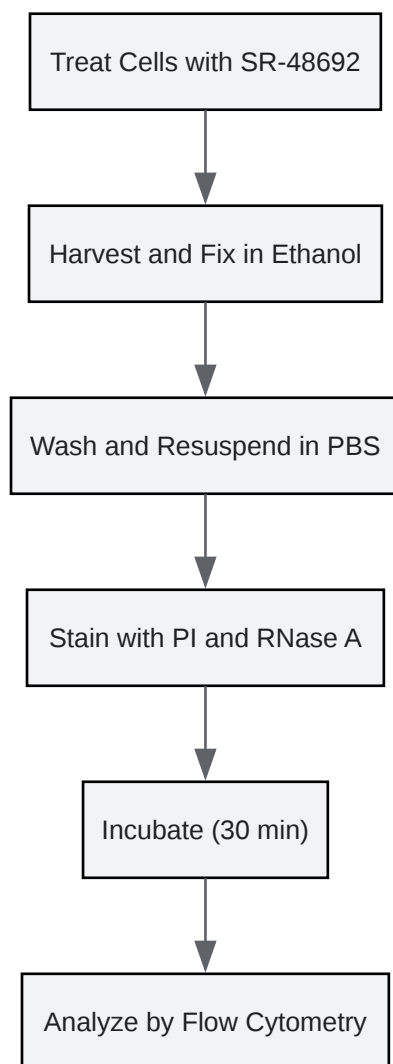 Treat Cells with SR-48692
Harvest and Fix in Ethanol
Wash and Resuspend in PBS
Stain with PI and RNase A
Incubate (30 min)
Analyze by Flow Cytometry